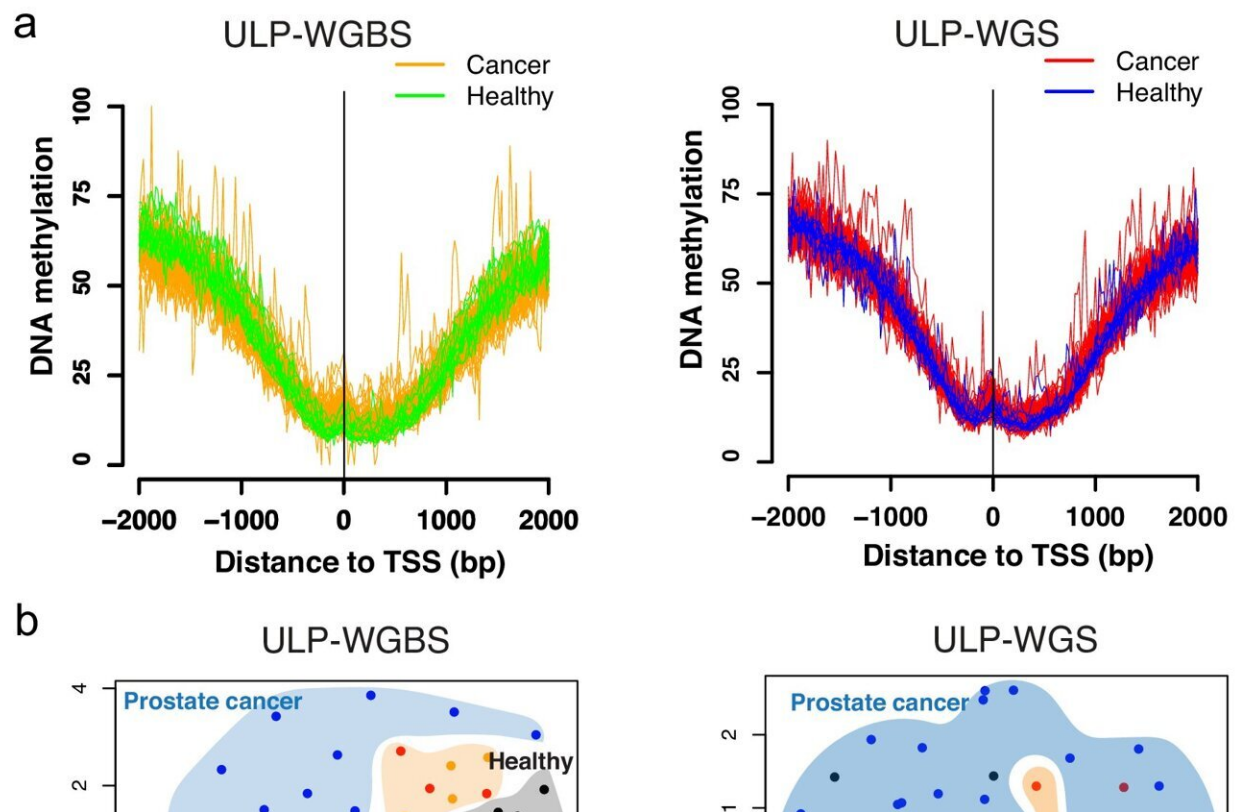 a
ULP-WGBS
Cancer
Healthy
DNA methylation
100
75
50
25
0
−2000 −1000 0 1000 2000
Distance to TSS (bp)
ULP-WGS
Cancer
Healthy
DNA methylation
100
75
50
25
0
−2000 −1000 0 1000 2000
Distance to TSS (bp)
b
ULP-WGBS
Prostate cancer
Healthy
4
2
ULP-WGS
Prostate cancer
2
1